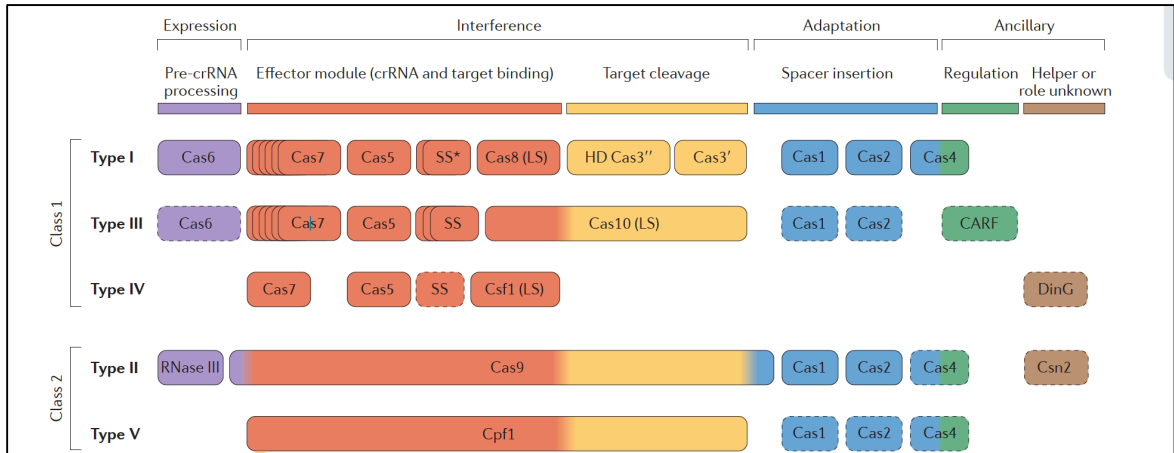 Expression Interference Adaptation Ancillary
Pre-crRNA processing Effector module (crRNA and target binding) Target cleavage Spacer insertion Regulation Helper or role unknown
Class 1
Type I Cas6 Cas7 Cas5 SS* Cas8 (LS) HD Cas3′′ Cas3′ Cas1 Cas2 Cas4
Type III Cas6 Cas7 Cas5 SS Cas10 (LS) Cas1 Cas2 CARF
Type IV Cas7 Cas5 SS Csf1 (LS) DinG
Class 2
Type II RNase III Cas9 Cas1 Cas2 Cas4 Csn2
Type V Cpf1 Cas1 Cas2 Cas4